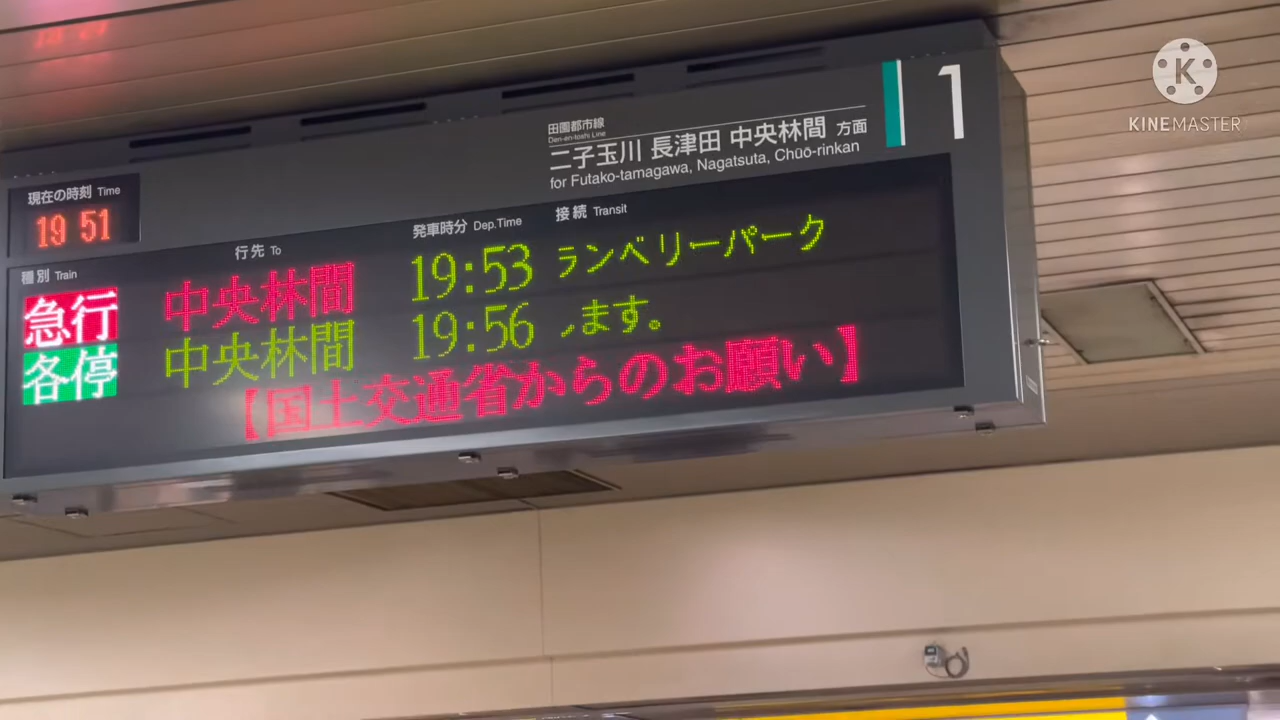 1
田園都市線
Den-en-toshi Line
二子玉川 長津田 中央林間 方面
for Futako-tamagawa, Nagatsuta, Chūō-rinkan
現在の時刻 Time
19 51
種別 Train 行先 To 発車時分 Dep.Time 接続 Transit
急行 中央林間 19:53 ランベリーパーク
各停 中央林間 19:56 ます。
【国土交通省からのお願い】
K
KINEMASTER